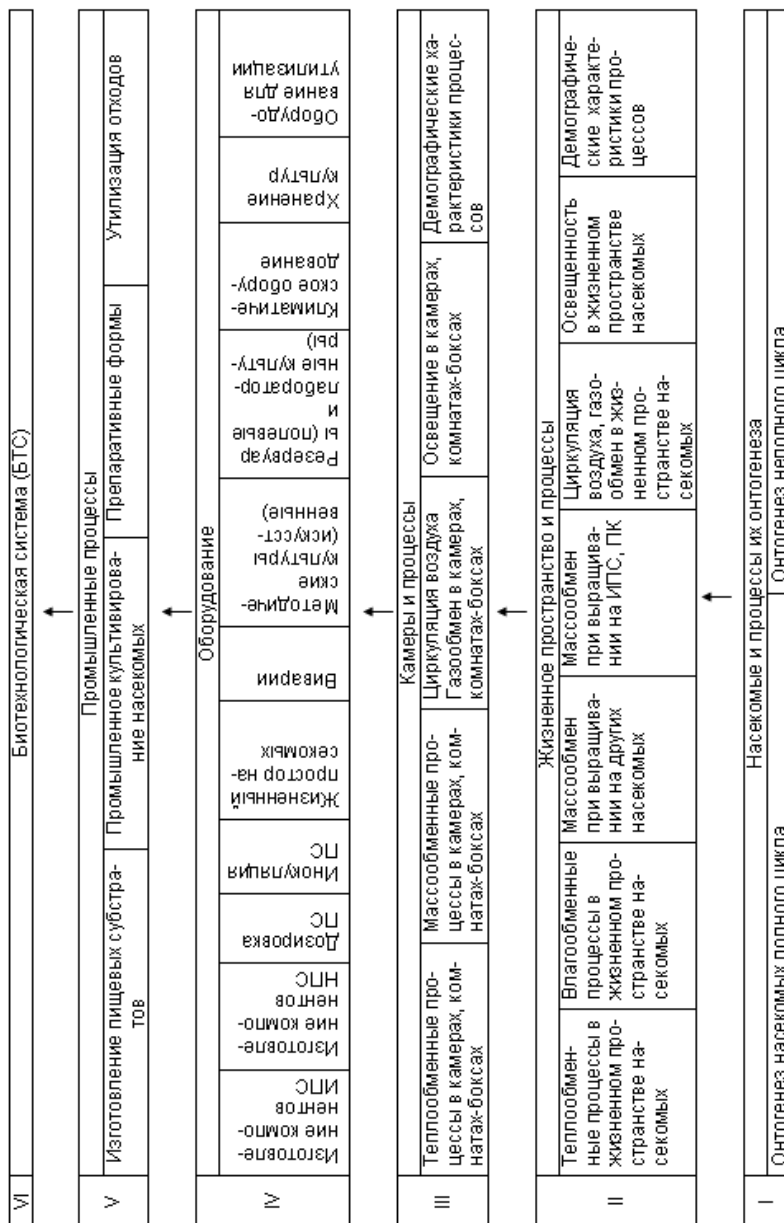 VI
Биотехнологическая система (БТС)
V
Промышленные процессы
Изготовление пищевых субстра-
тов
Промышленное культивирова-
ние насекомых
Препаративные формы
Утилизация отходов
IV
Оборудование
Изготовле-
ние компо-
нентов
ИПС
Изготовле-
ние компо-
нентов
НПС
Дозировка
ПС
Инокуляция
ПС
Жизненный
простор на-
секомых
Виварии
Методиче-
ские
культуры
(искусст-
венные)
Резервуар
ы (полевые
и
лаборатор-
ные культу-
ры)
Климатиче-
ское обору-
дование
Хранение
культур
Оборудо-
вание для
утилизации
III
Камеры и процессы
Теплообменные про-
цессы в камерах, ком-
натах-боксах
Массообменные про-
цессы в камерах, ком-
натах-боксах
Циркуляция воздуха
Газообмен в камерах,
комнатах-боксах
Освещение в камерах,
комнатах-боксах
Демографические ха-
рактеристики процес-
сов
II
Жизненное пространство и процессы
Теплообмен-
ные процессы в
жизненном про-
странстве на-
секомых
Влагообменные
процессы в
жизненном про-
странстве на-
секомых
Массообмен
при выращива-
нии на других
насекомых
Массообмен
при выращива-
нии на ИПС, ПК
Циркуляция
воздуха, газо-
обмен в жиз-
ненном про-
странстве на-
секомых
Освещенность
в жизненном
пространстве
насекомых
Демографиче-
ские характе-
ристики про-
цессов
I
Насекомые и процессы их онтогенеза
Онтогенез насекомых полного цикла
Онтогенез неполного цикла